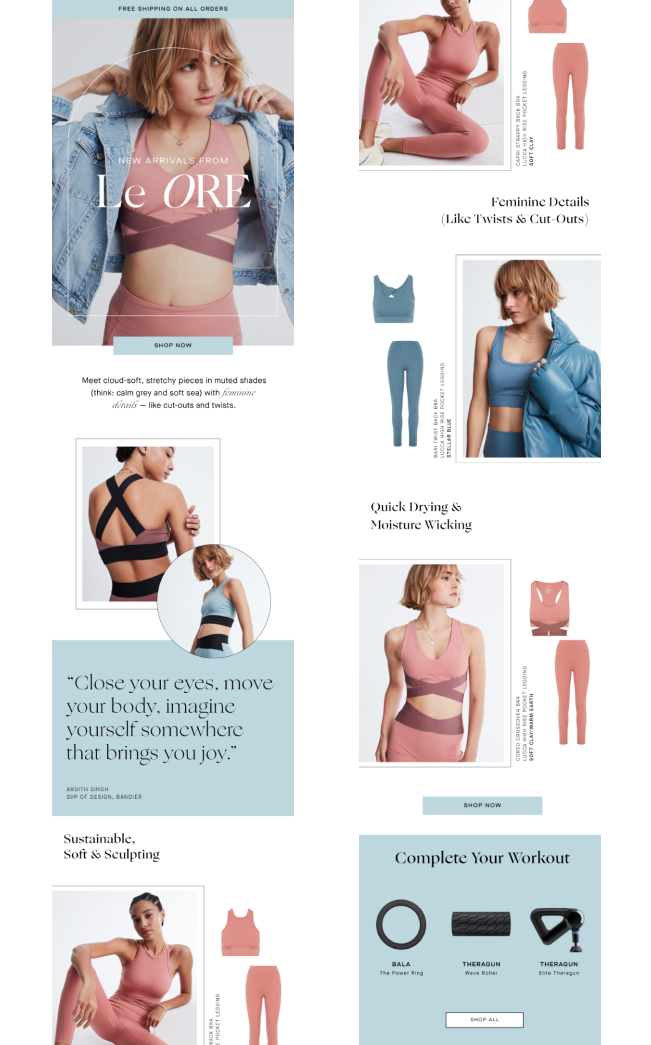 FREE SHIPPING ON ALL ORDERS
NEW ARRIVALS FROM
Le ORE
SHOP NOW
Meet cloud-soft, stretchy pieces in muted shades
(think: calm grey and soft sea) with feminine
details — like cut-outs and twists.
“Close your eyes, move
your body, imagine
yourself somewhere
that brings you joy.”
ARDITH SINGH
SVP OF DESIGN, BANDIER
Sustainable,
Soft & Sculpting
BACK BRA
E POCKET LEGGING
CAPRI STRAPPY BACK BRA
LUCCA HIGH RISE POCKET LEGGING
SOFT CLAY
Feminine Details
(Like Twists & Cut-Outs)
BARI TWIST BACK BRA
LUCCA HIGH RISE POCKET LEGGING
STELLAR BLUE
Quick Drying &
Moisture Wicking
CORSO CROSSOVER BRA
LUCCA HIGH RISE POCKET LEGGING
SOFT CLAY/WARM EARTH
SHOP NOW
Complete Your Workout
BALA
The Power Ring
THERAGUN
Wave Roller
THERAGUN
Elite Theragun
SHOP ALL